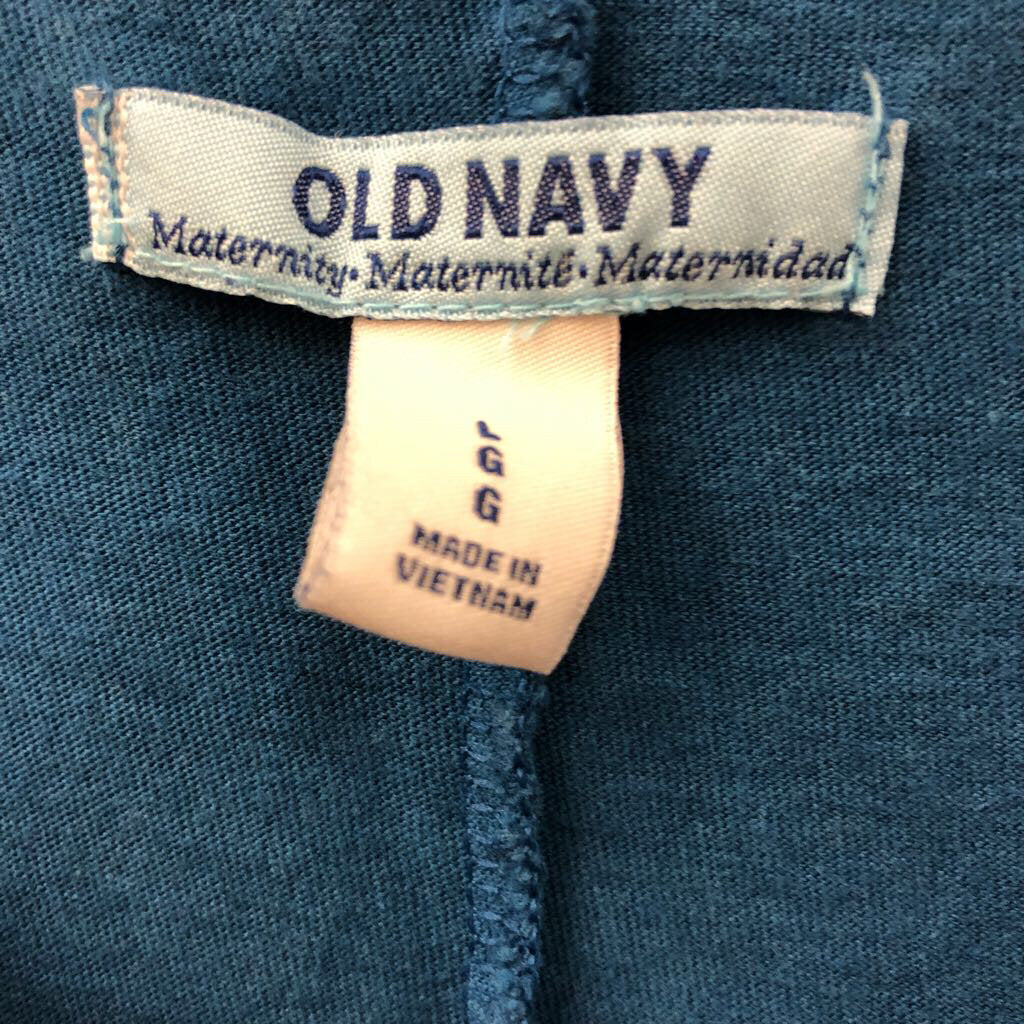 OLD NAVY
Maternity • Maternité • Maternidad
G
G
MADE IN
VIETNAM